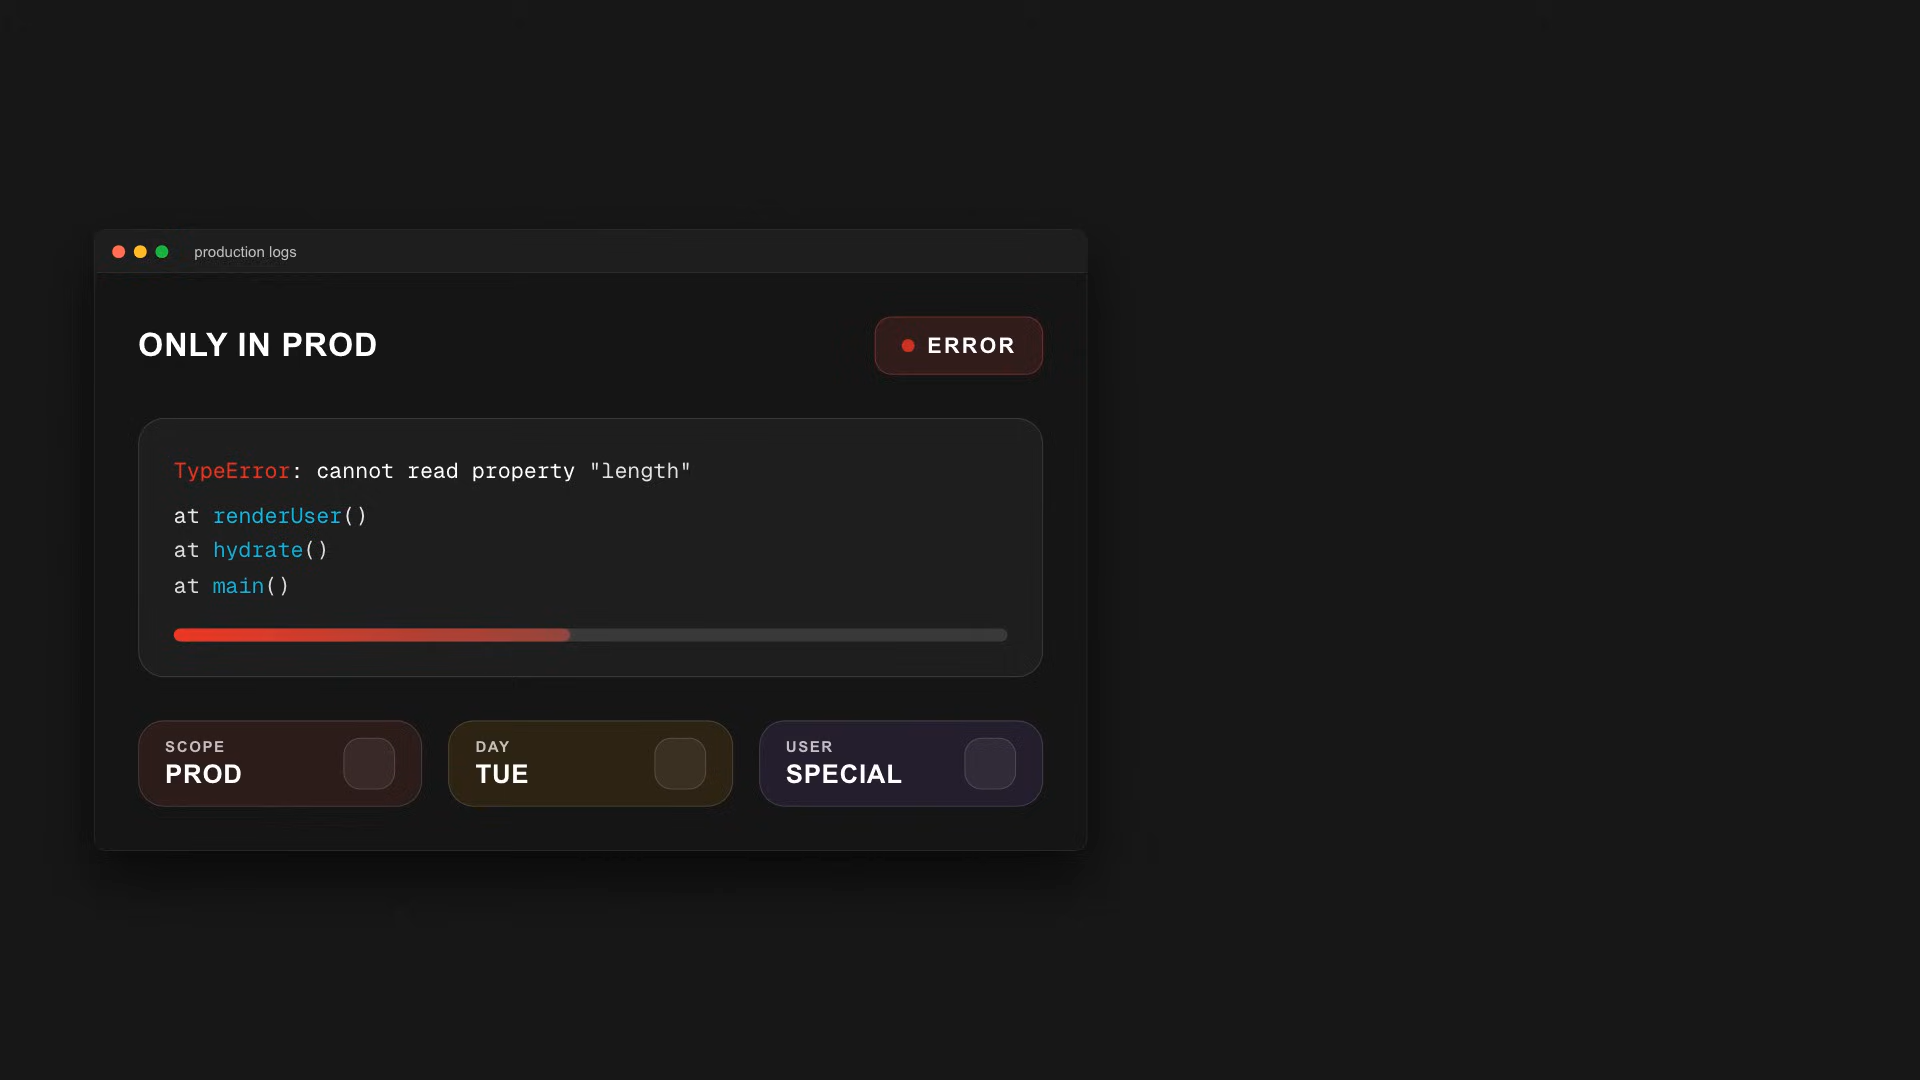 production logs
ONLY IN PROD
ERROR
TypeError: cannot read property "length"
at renderUser()
at hydrate()
at main()
SCOPE
PROD
DAY
TUE
USER
SPECIAL